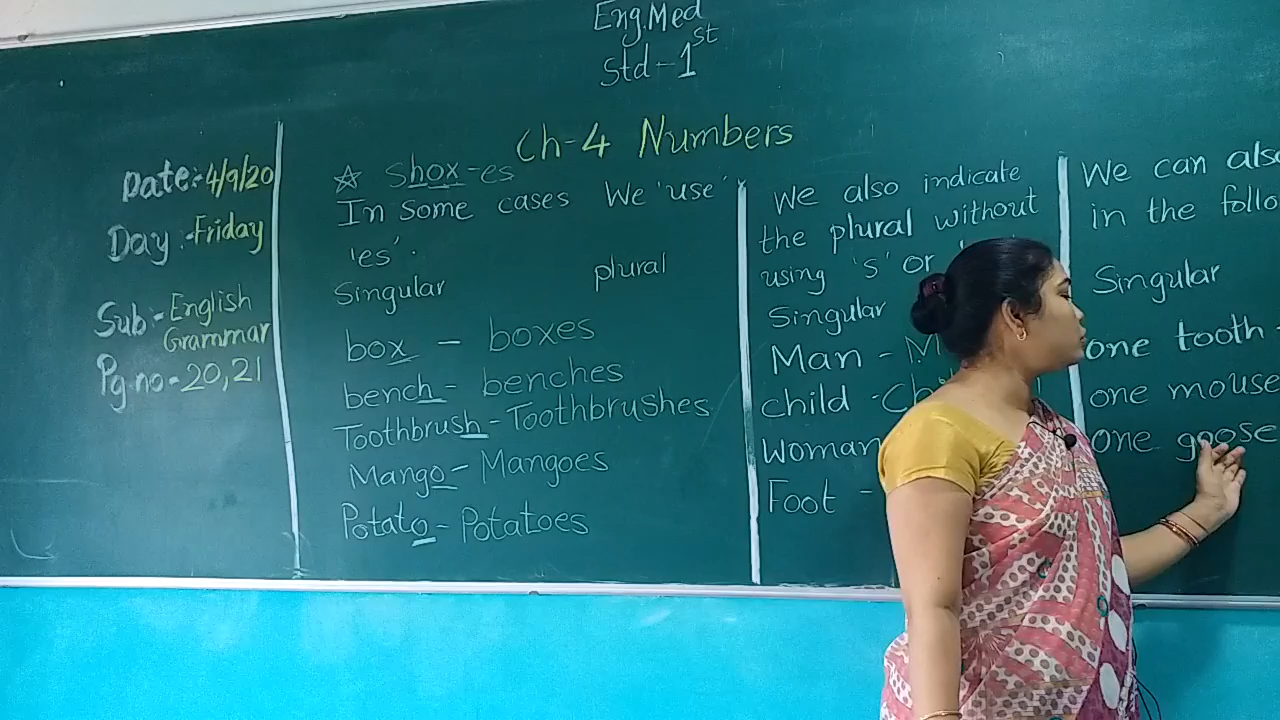 Eng.Med
Std - 1st
Ch-4 Numbers
Date:- 4/9/20
Day:- Friday
Sub:- English
Grammar
Pg.no- 20,21
☆ Shox-es
In Some cases We 'use'
'es'.
Singular plural
box - boxes
bench - benches
Toothbrush - Toothbrushes
Mango - Mangoes
Potato - Potatoes
We also indicate
the plural without
using 's' or
Singular
Man -
child -
Woman
Foot -
We can also
in the
Singular
one tooth -
one mouse
one goose